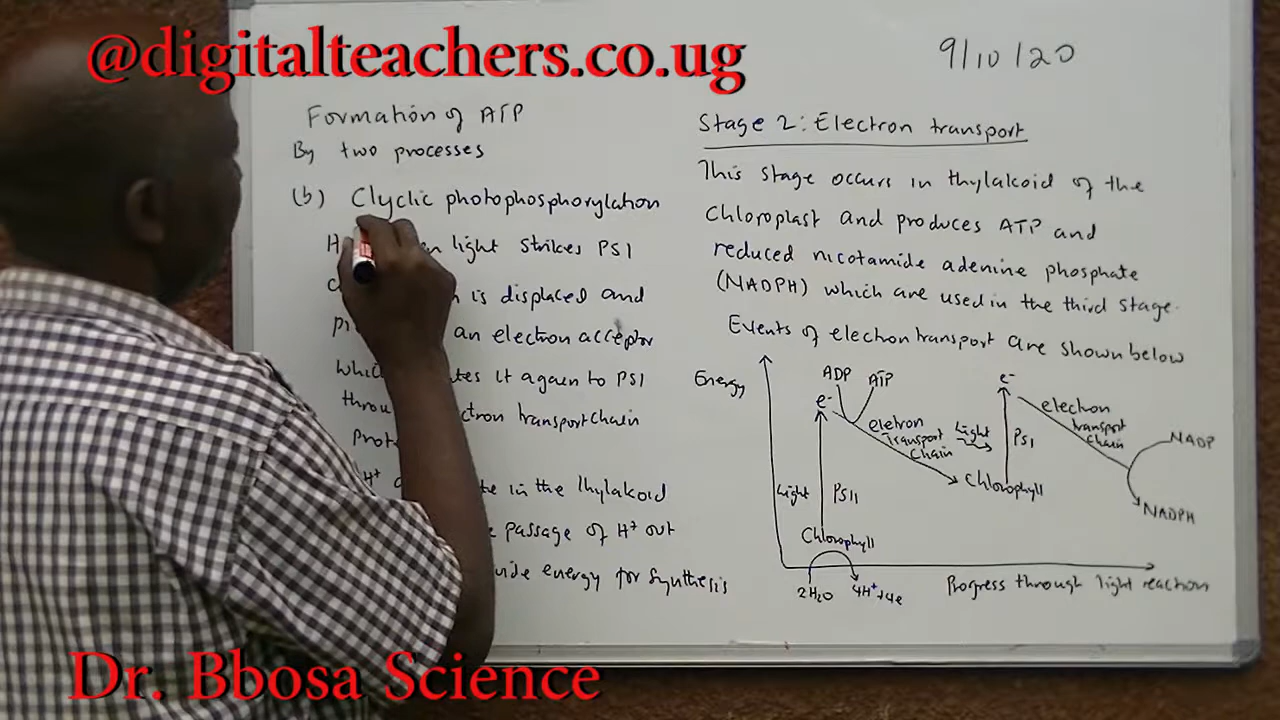 @digitalteachers.co.ug
9/10/20
Formation of ATP
By two processes
(b) Clyclic photophosphorylation
H light strikes PS1
is displaced and
an electron acceptor
it again to PS1
transport chain
H+ in the thylakoid
passage of H+ out
energy for synthesis
Stage 2: Electron transport
This stage occurs in thylakoid of the
Chloroplast and produces ATP and
reduced nicotamide adenine phosphate
(NADPH) which are used in the third stage.
Events of electron transport are shown below
Energy
ADP
ATP
e-
eletron
Transport
Chain
Light
PSII
Chlorophyll
2H2O
4H+ + 4e
Light
e-
PS1
Chlorophyll
electron
transport
Chain
NADP
NADPH
Progress through light reaction
Dr. Bbosa Science